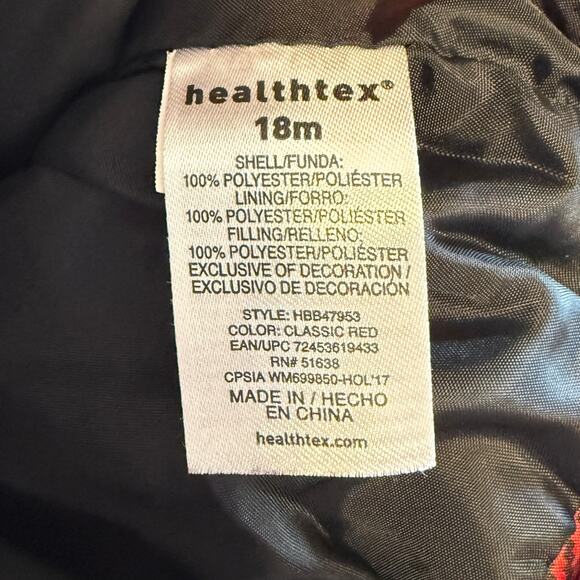 healthtex®
18m
SHELL/FUNDA:
100% POLYESTER/POLIÉSTER
LINING/FORRO:
100% POLYESTER/POLIÉSTER
FILLING/RELLENO:
100% POLYESTER/POLIÉSTER
EXCLUSIVE OF DECORATION /
EXCLUSIVO DE DECORACIÓN
STYLE: HBB47953
COLOR: CLASSIC RED
EAN/UPC 72453619433
RN# 51638
CPSIA WM699850-HOL'17
MADE IN / HECHO
EN CHINA
healthtex.com